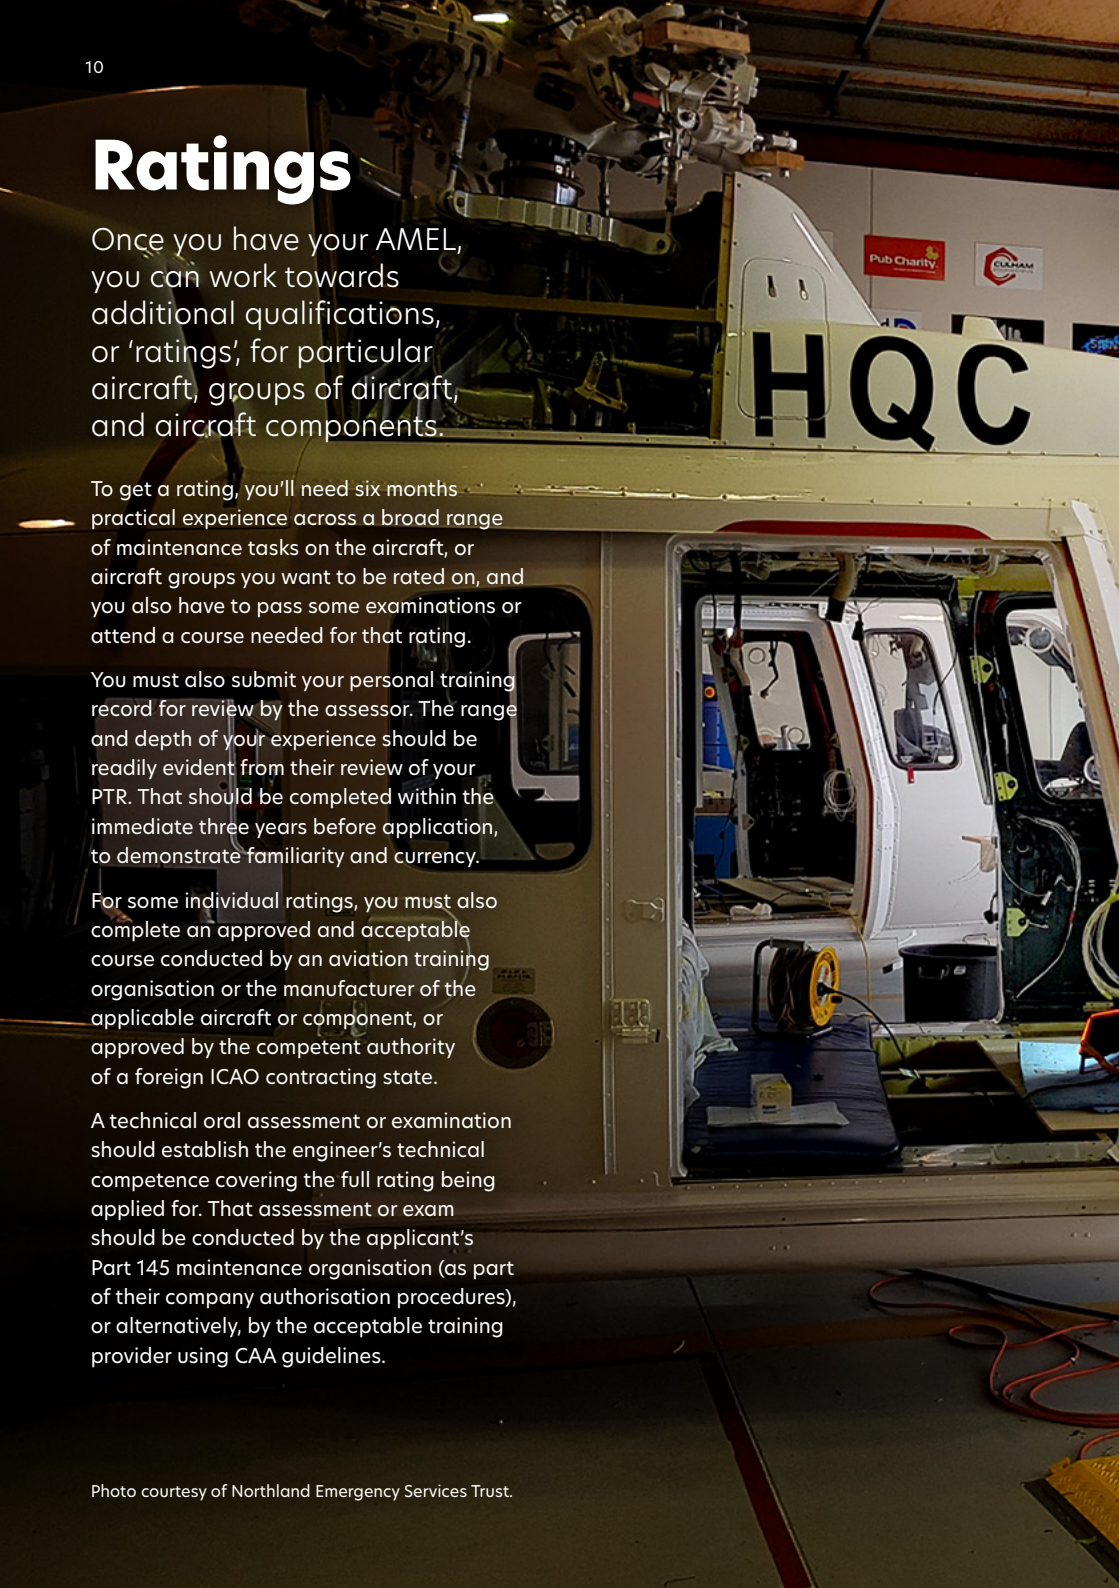 10
Ratings
Once you have your AMEL,
you can work towards
additional qualifications,
or ‘ratings’, for particular
aircraft, groups of aircraft,
and aircraft components.
To get a rating, you’ll need six months
practical experience across a broad range
of maintenance tasks on the aircraft, or
aircraft groups you want to be rated on, and
you also have to pass some examinations or
attend a course needed for that rating.
You must also submit your personal training
record for review by the assessor. The range
and depth of your experience should be
readily evident from their review of your
PTR. That should be completed within the
immediate three years before application,
to demonstrate familiarity and currency.
For some individual ratings, you must also
complete an approved and acceptable
course conducted by an aviation training
organisation or the manufacturer of the
applicable aircraft or component, or
approved by the competent authority
of a foreign ICAO contracting state.
A technical oral assessment or examination
should establish the engineer’s technical
competence covering the full rating being
applied for. That assessment or exam
should be conducted by the applicant’s
Part 145 maintenance organisation (as part
of their company authorisation procedures),
or alternatively, by the acceptable training
provider using CAA guidelines.
Photo courtesy of Northland Emergency Services Trust.
Pub Charity
CULHAM
HQC